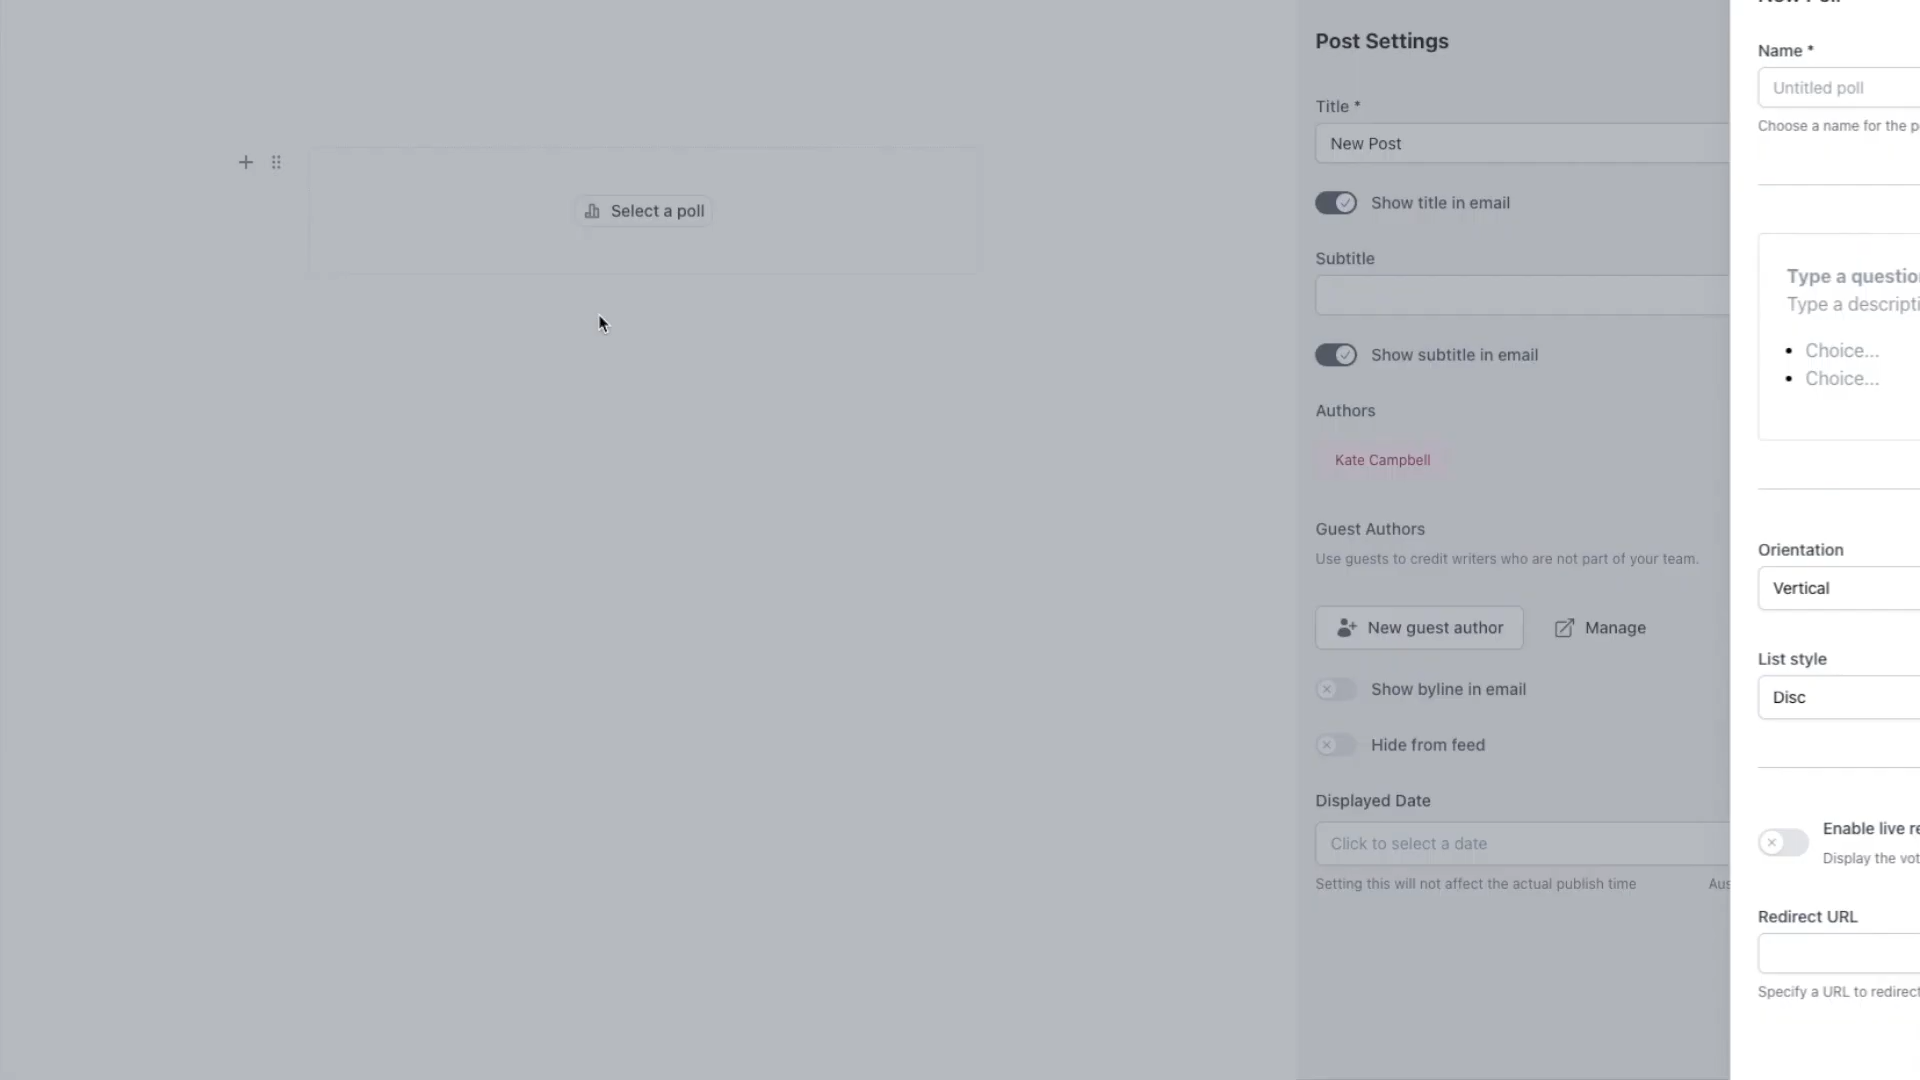 Select a poll
Post Settings
Title *
New Post
Show title in email
Subtitle
Show subtitle in email
Authors
Kate Campbell
Guest Authors
Use guests to credit writers who are not part of your team.
New guest author
Manage
Show byline in email
Hide from feed
Displayed Date
Click to select a date
Setting this will not affect the actual publish time
Name *
Untitled poll
Choose a name for the
Type a
Type a
Choice...
Choice...
Orientation
Vertical
List style
Disc
Enable live
Display the
Redirect URL
Specify a URL to redirect